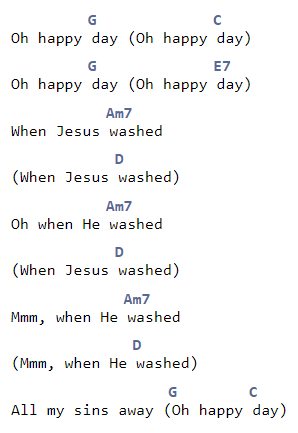 G C
Oh happy day (Oh happy day)
G E7
Oh happy day (Oh happy day)
Am7
When Jesus washed
D
(When Jesus washed)
Am7
Oh when He washed
D
(When Jesus washed)
Am7
Mmm, when He washed
D
(Mmm, when He washed)
G C
All my sins away (Oh happy day)